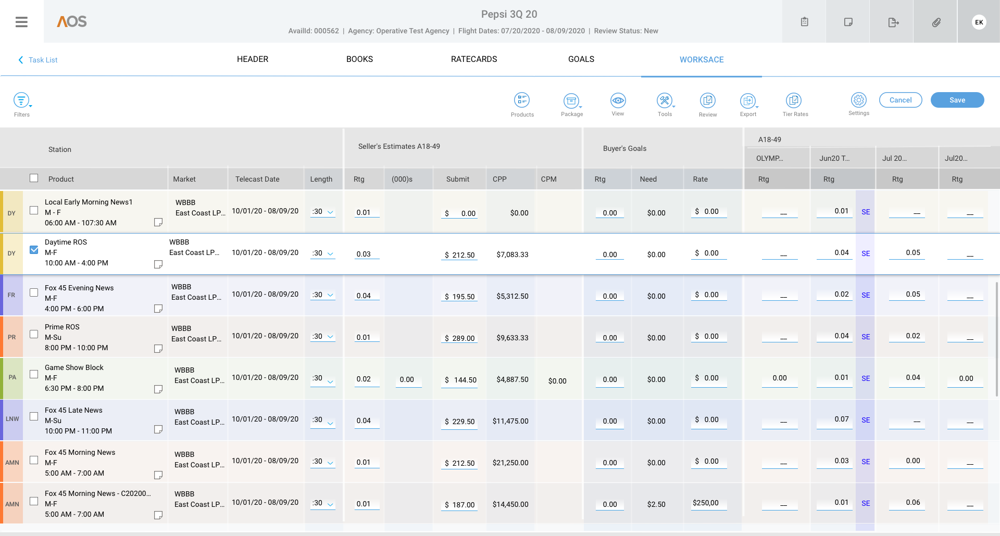 AOS
Pepsi 3Q 20
AvailId: 000562 | Agency: Operative Test Agency | Flight Dates: 07/20/2020 - 08/09/2020 | Review Status: New
EK
Task List
HEADER
BOOKS
RATECARDS
GOALS
WORKSACE
Filters
Products
Package
View
Tools
Review
Export
Tier Rates
Settings
Cancel
Save
Station
Seller's Estimates A18-49
Buyer's Goals
A18-49
OLYMP... Jun20 T... Jul 20... Jul20...
Product Market Telecast Date Length Rtg (000)s Submit CPP CPM Rtg Need Rate Rtg Rtg Rtg Rtg
DY
Local Early Morning News1
M - F
06:00 AM - 107:30 AM
WBBB
East Coast LP...
10/01/20 - 08/09/20 :30 0.01 $ 0.00 $0.00 0.00 $0.00 $ 0.00 __ 0.01 SE __ __
DY
Daytime ROS
M-F
10:00 AM - 4:00 PM
WBBB
East Coast LP...
10/01/20 - 08/09/20 :30 0.03 $ 212.50 $7,083.33 0.00 $0.00 $ 0.00 __ 0.04 SE 0.05 __
FR
Fox 45 Evening News
M-F
4:00 PM - 6:00 PM
WBBB
East Coast LP...
10/01/20 - 08/09/20 :30 0.04 $ 195.50 $5,312.50 0.00 $0.00 $ 0.00 __ 0.02 SE 0.05 __
PR
Prime ROS
M-Su
8:00 PM - 10:00 PM
WBBB
East Coast LP...
10/01/20 - 08/09/20 :30 0.01 $ 289.00 $9,633.33 0.00 $0.00 $ 0.00 __ 0.04 SE 0.02 __
PA
Game Show Block
M-F
6:30 PM - 8:00 PM
WBBB
East Coast LP...
10/01/20 - 08/09/20 :30 0.02 0.00 $ 144.50 $4,887.50 $0.00 0.00 $0.00 $ 0.00 0.00 0.01 SE 0.04 0.00
LNW
Fox 45 Late News
M-Su
10:00 PM - 11:00 PM
WBBB
East Coast LP...
10/01/20 - 08/09/20 :30 0.04 $ 229.50 $11,475.00 0.00 $0.00 $ 0.00 __ 0.07 SE __ __
AMN
Fox 45 Morning News
M-F
5:00 AM - 7:00 AM
WBBB
East Coast LP...
10/01/20 - 08/09/20 :30 0.01 $ 212.50 $21,250.00 0.00 $0.00 $ 0.00 __ 0.03 SE 0.00 __
AMN
Fox 45 Morning News - C20200...
M-F
5:00 AM - 7:00 AM
WBBB
East Coast LP...
10/01/20 - 08/09/20 :30 0.01 $ 187.00 $14,450.00 0.00 $2.50 $250,00 __ 0.01 SE 0.06 __